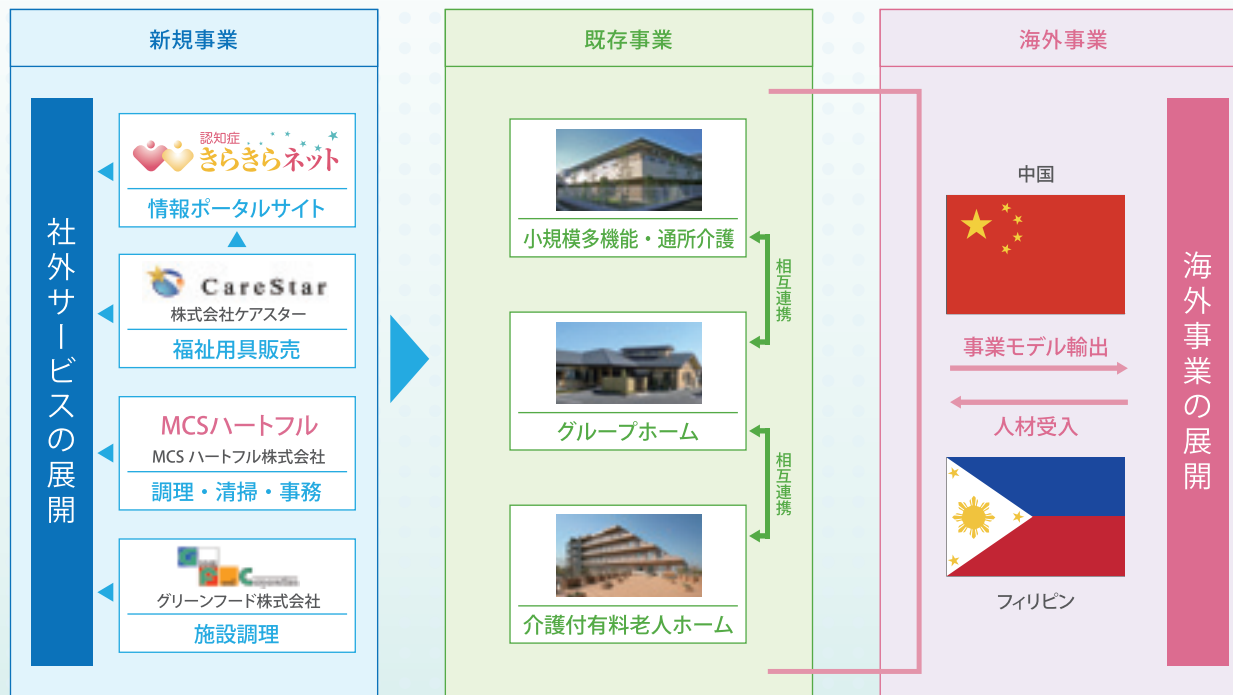 新規事業
社外サービスの展開
認知症
きらきらネット
情報ポータルサイト
CareStar
株式会社ケアスター
福祉用具販売
MCSハートフル
MCS ハートフル株式会社
調理・清掃・事務
グリーンフード株式会社
施設調理
既存事業
小規模多機能・通所介護
相互連携
グループホーム
相互連携
介護付有料老人ホーム
海外事業
中国
事業モデル輸出
人材受入
フィリピン
海外事業の展開